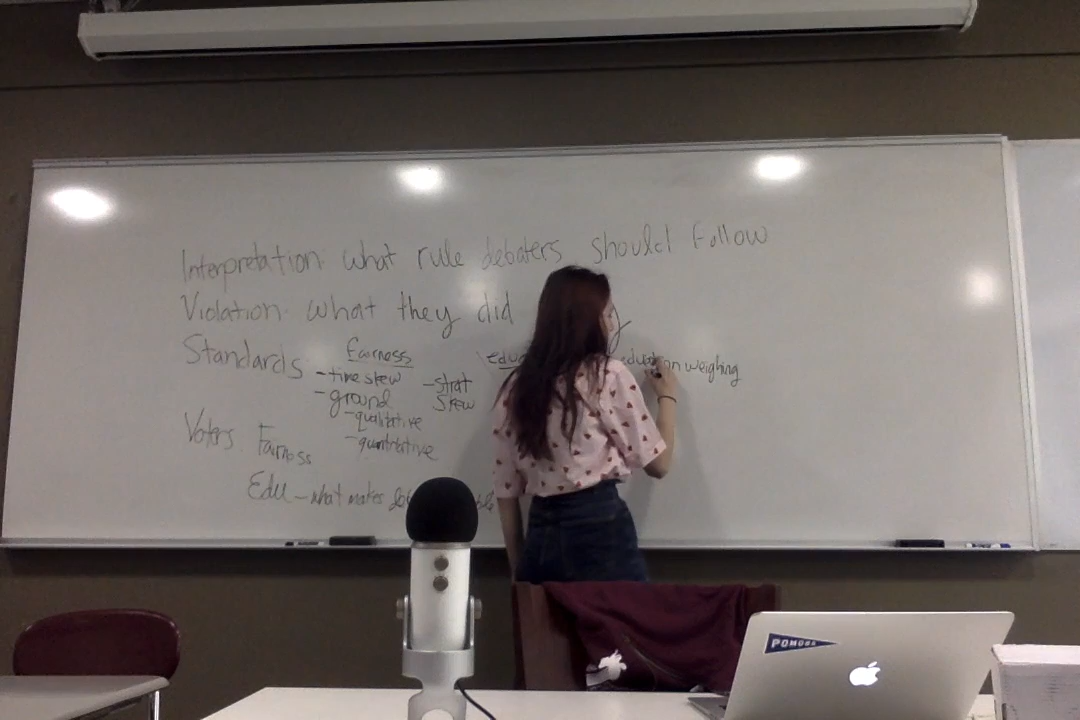 Interpretation: what rule debaters should follow
Violation: what they did
Standards: Fairness
- time skew
- ground
- qualitative
- quantitative
- strat skew
education weighing
Voters: Fairness
Edu - what makes
POMONA